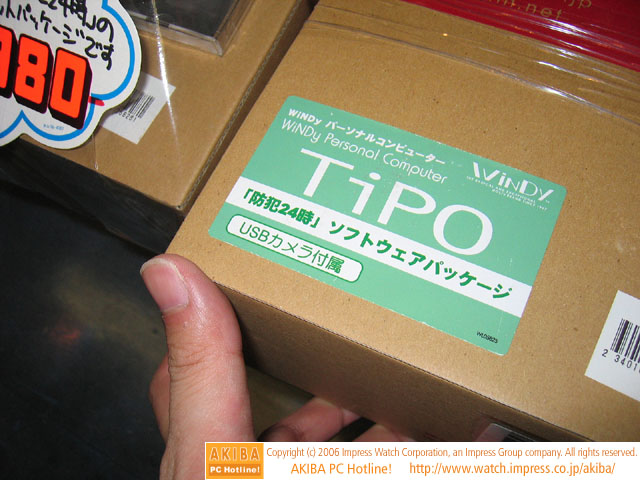 トパッケージです
980
WiNDy パーソナルコンピューター
WiNDy Personal Computer
WiNDy
TiPO
「防犯24時」ソフトウェアパッケージ
USBカメラ付属
2 3401
AKIBA
PC Hotline!
Copyright (c) 2006 Impress Watch Corporation, an Impress Group company. All rights reserved.
AKIBA PC Hotline! http://www.watch.impress.co.jp/akiba/